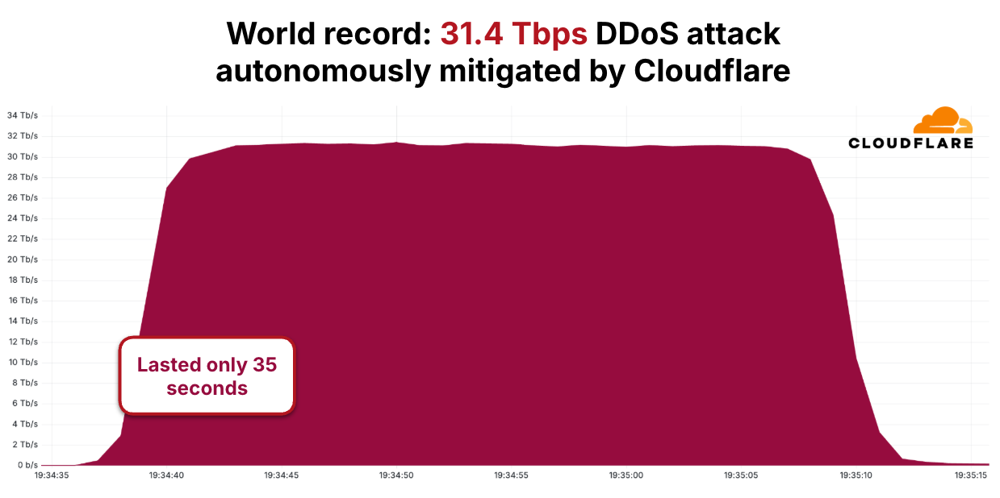 World record: 31.4 Tbps DDoS attack
autonomously mitigated by Cloudflare
CLOUDFLARE
34 Tb/s
32 Tb/s
30 Tb/s
28 Tb/s
26 Tb/s
24 Tb/s
22 Tb/s
20 Tb/s
18 Tb/s
16 Tb/s
14 Tb/s
12 Tb/s
10 Tb/s
8 Tb/s
6 Tb/s
4 Tb/s
2 Tb/s
0 b/s
Lasted only 35
seconds
19:34:35 19:34:40 19:34:45 19:34:50 19:34:55 19:35:00 19:35:05 19:35:10 19:35:15